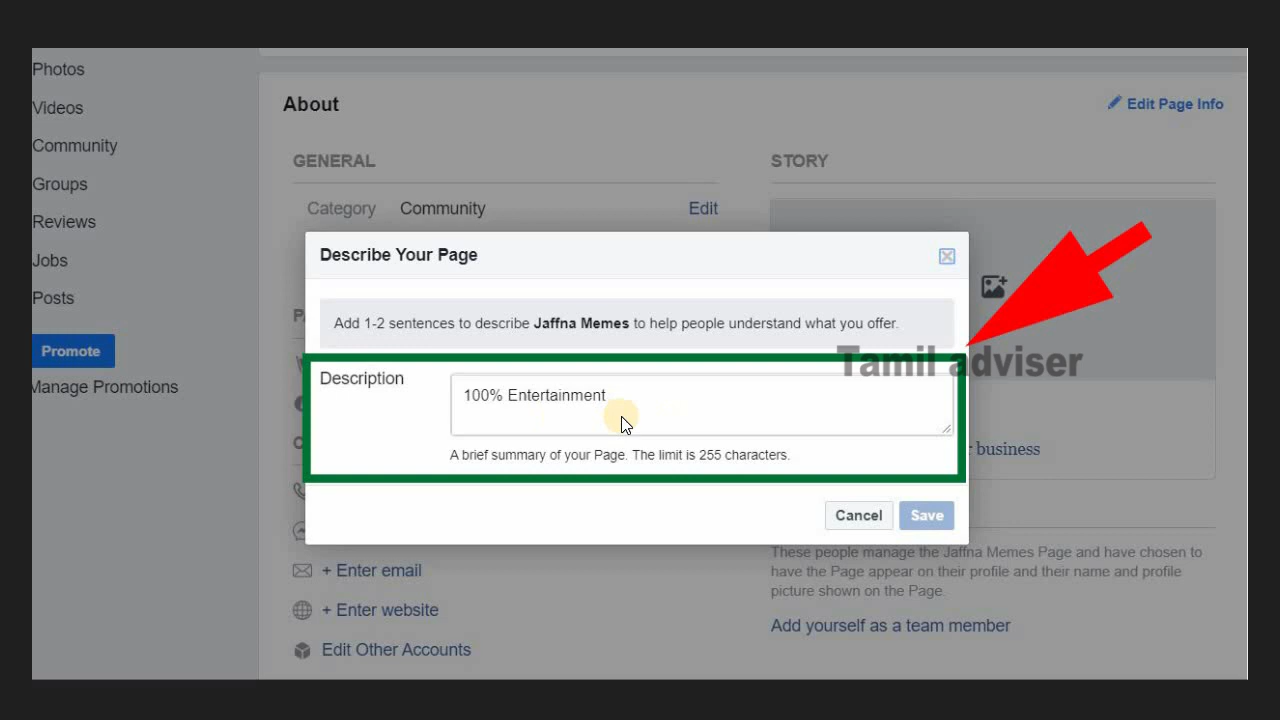 Photos
Videos
Community
Groups
Reviews
Jobs
Posts
Promote
Manage Promotions
About
Edit Page Info
GENERAL
STORY
Category Community Edit
Describe Your Page
Add 1-2 sentences to describe Jaffna Memes to help people understand what you offer.
Tamil adviser
Description
100% Entertainment
A brief summary of your Page. The limit is 255 characters.
business
Cancel Save
These people manage the Jaffna Memes Page and have chosen to
have the Page appear on their profile and their name and profile
picture shown on the Page.
+ Enter email
+ Enter website
Add yourself as a team member
Edit Other Accounts